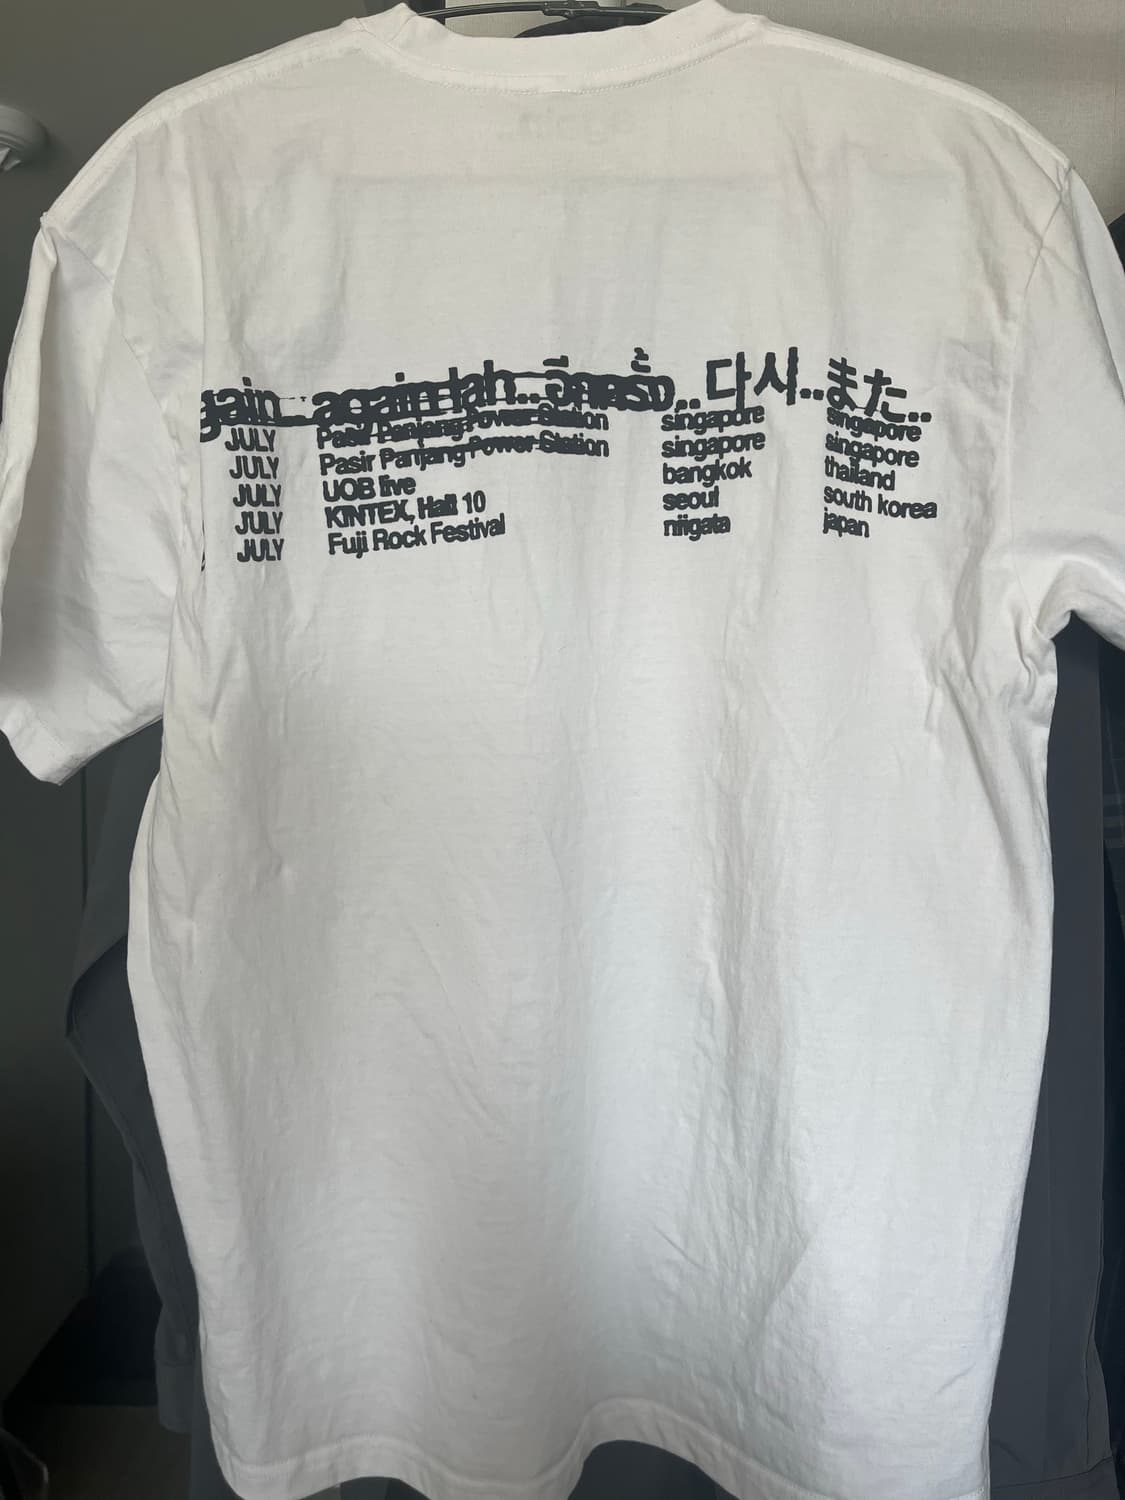 again.. again lah.. อีกครั้ง.. 다시.. また..
JULY Pasir Panjang Power Station singapore singapore
JULY Pasir Panjang Power Station singapore singapore
JULY UOB live bangkok thailand
JULY KINTEX, Hall 10 seoul south korea
JULY Fuji Rock Festival niigata japan